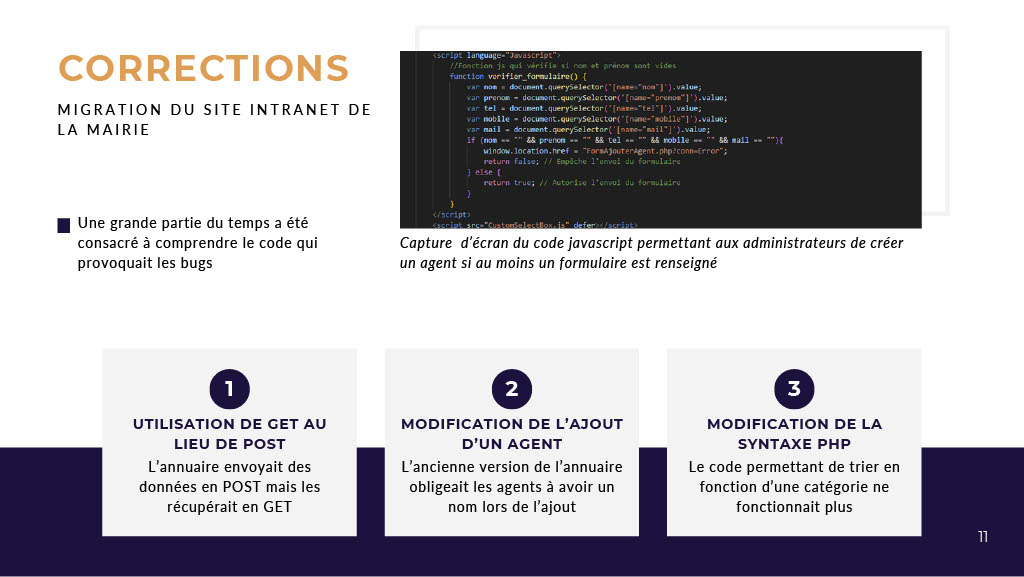 CORRECTIONS
MIGRATION DU SITE INTRANET DE
LA MAIRIE
Une grande partie du temps a été
consacré à comprendre le code qui
provoquait les bugs
<script language="Javascript">
//Fonction js qui vérifie si nom et prénom sont vides
function verifier_formulaire() {
var nom = document.querySelector('[name="nom"]').value;
var prenom = document.querySelector('[name="prenom"]').value;
var tel = document.querySelector('[name="tel"]').value;
var mobile = document.querySelector('[name="mobile"]').value;
var mail = document.querySelector('[name="mail"]').value;
if (nom == "" && prenom == "" && tel == "" && mobile == "" && mail == ""){
window.location.href = "FormAjouterAgent.php?conn=Error";
return false; // Empêche l'envoi du formulaire
} else {
return true; // Autorise l'envoi du formulaire
}
}
</script>
<script src="CustomSelectBox.js" defer></script>
Capture  d’écran du code javascript permettant aux administrateurs de créer
un agent si au moins un formulaire est renseigné
1
UTILISATION DE GET AU
LIEU DE POST
L’annuaire envoyait des
données en POST mais les
récupérait en GET
2
MODIFICATION DE L’AJOUT
D’UN AGENT
L’ancienne version de l’annuaire
obligeait les agents à avoir un
nom lors de l’ajout
3
MODIFICATION DE LA
SYNTAXE PHP
Le code permettant de trier en
fonction d’une catégorie ne
fonctionnait plus
11